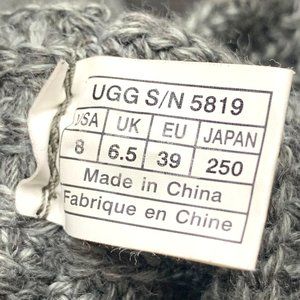 UGG S/N 5819
USA UK EU JAPAN
8 6.5 39 250
Made in China
Fabrique en Chine